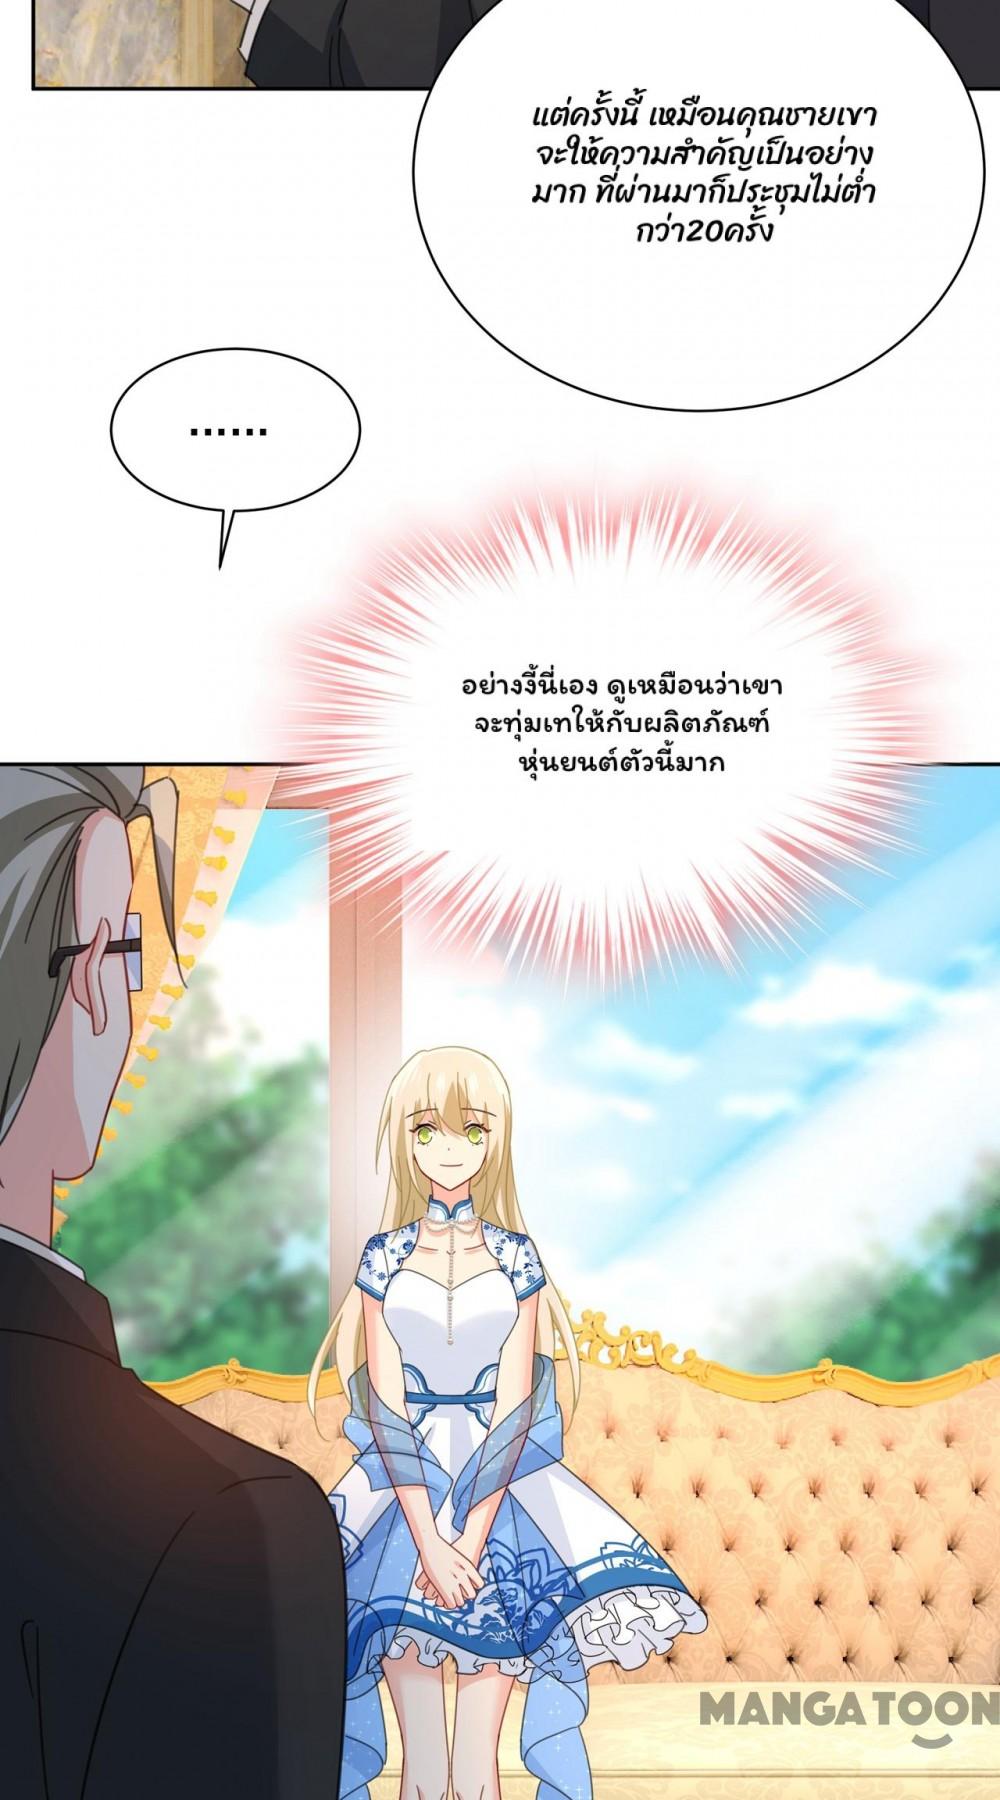 แต่ครั้งนี้ เหมือนคุณชายเขา
จะให้ความสำคัญเป็นอย่าง
มาก ที่ผ่านมาก็ประชุมไม่ต่ำ
กว่า20ครั้ง
......
อย่างงี้นี่เอง ดูเหมือนว่าเขา
จะทุ่มเทให้กับผลิตภัณฑ์
หุ่นยนต์ตัวนี้มาก
MANGATOON